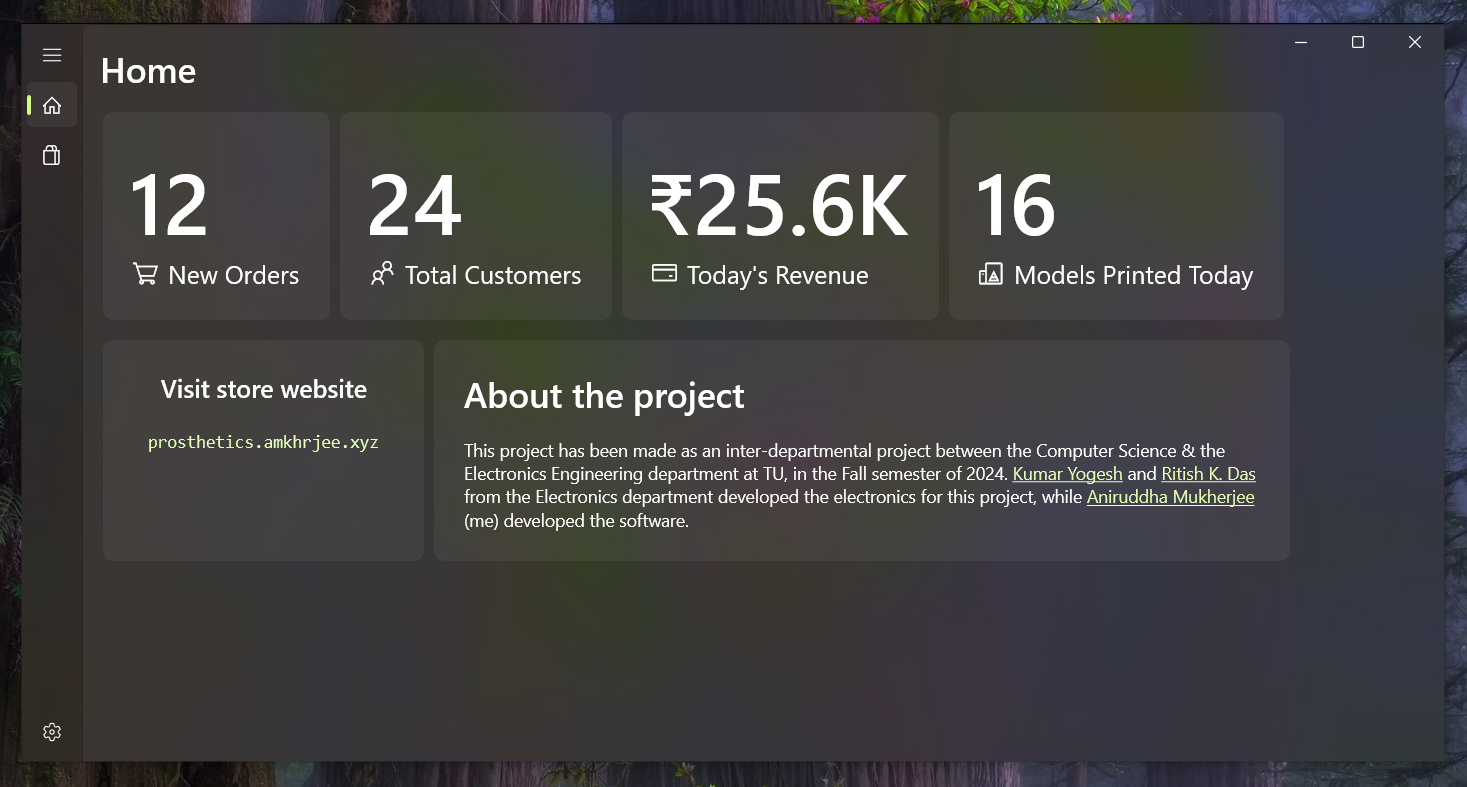 Home
12
New Orders
24
Total Customers
₹25.6K
Today's Revenue
16
Models Printed Today
Visit store website
prosthetics.amkhrjee.xyz
About the project
This project has been made as an inter-departmental project between the Computer Science & the
Electronics Engineering department at TU, in the Fall semester of 2024. Kumar Yogesh and Ritish K. Das
from the Electronics department developed the electronics for this project, while Aniruddha Mukherjee
(me) developed the software.